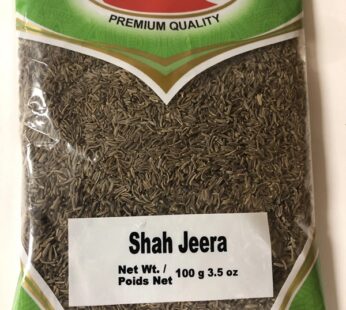 PREMIUM QUALITY
Shah Jeera
Net Wt. /
Poids Net 100 g 3.5 oz